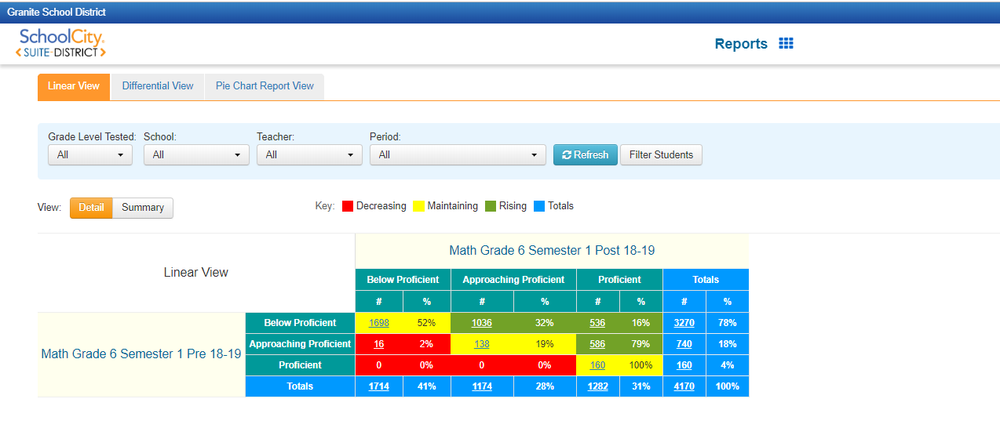 Granite School District
SchoolCity
SUITE-DISTRICT
Reports
Linear View Differential View Pie Chart Report View
Grade Level Tested: School: Teacher: Period:
All All All All Refresh Filter Students
View: Detail Summary Key: Decreasing Maintaining Rising Totals
Math Grade 6 Semester 1 Post 18-19
Linear View
Below Proficient Approaching Proficient Proficient Totals
# % # % # % # %
Below Proficient 1698 52% 1036 32% 536 16% 3270 78%
Approaching Proficient 16 2% 138 19% 586 79% 740 18%
Math Grade 6 Semester 1 Pre 18-19
Proficient 0 0% 0 0% 160 100% 160 4%
Totals 1714 41% 1174 28% 1282 31% 4170 100%